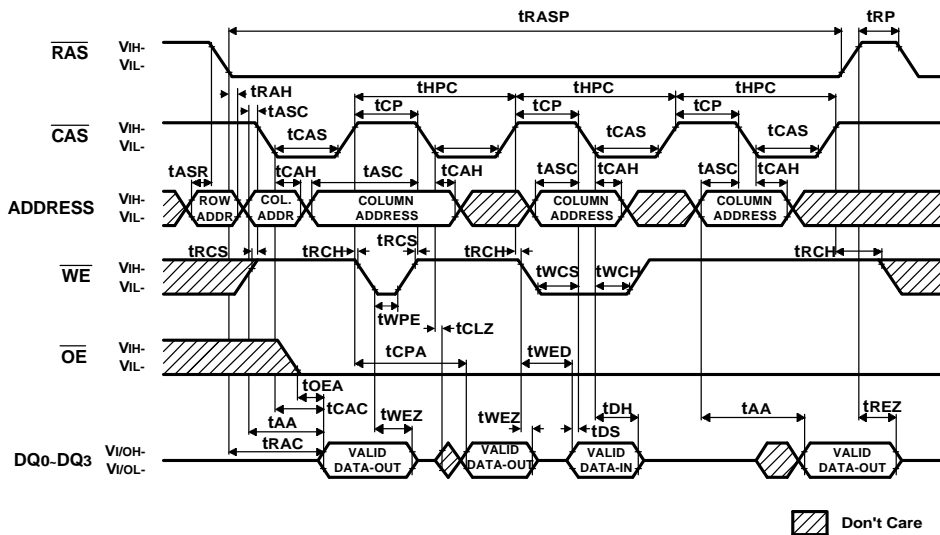 tRASP tRP
RAS VIH-
VIL-
tRAH tHPC tHPC tHPC
tASC tCP tCP tCP
CAS VIH-
VIL-
tCAS tCAS tCAS
tASR tCAH tASC tCAH tASC tCAH tASC tCAH
ADDRESS VIH-
VIL-
ROW ADDR.
COL. ADDR
COLUMN ADDRESS
COLUMN ADDRESS
COLUMN ADDRESS
tRCS tRCH tRCS tRCH tWCS tWCH tRCH
WE VIH-
VIL-
tWPE tCLZ
OE VIH-
VIL-
tCPA tWED
tOEA
tCAC
tAA tWEZ tWEZ tDH tAA tREZ
tRAC tDS
DQ0~DQ3 VI/OH-
VI/OL-
VALID DATA-OUT
VALID DATA-OUT
VALID DATA-IN
VALID DATA-OUT
Don't Care